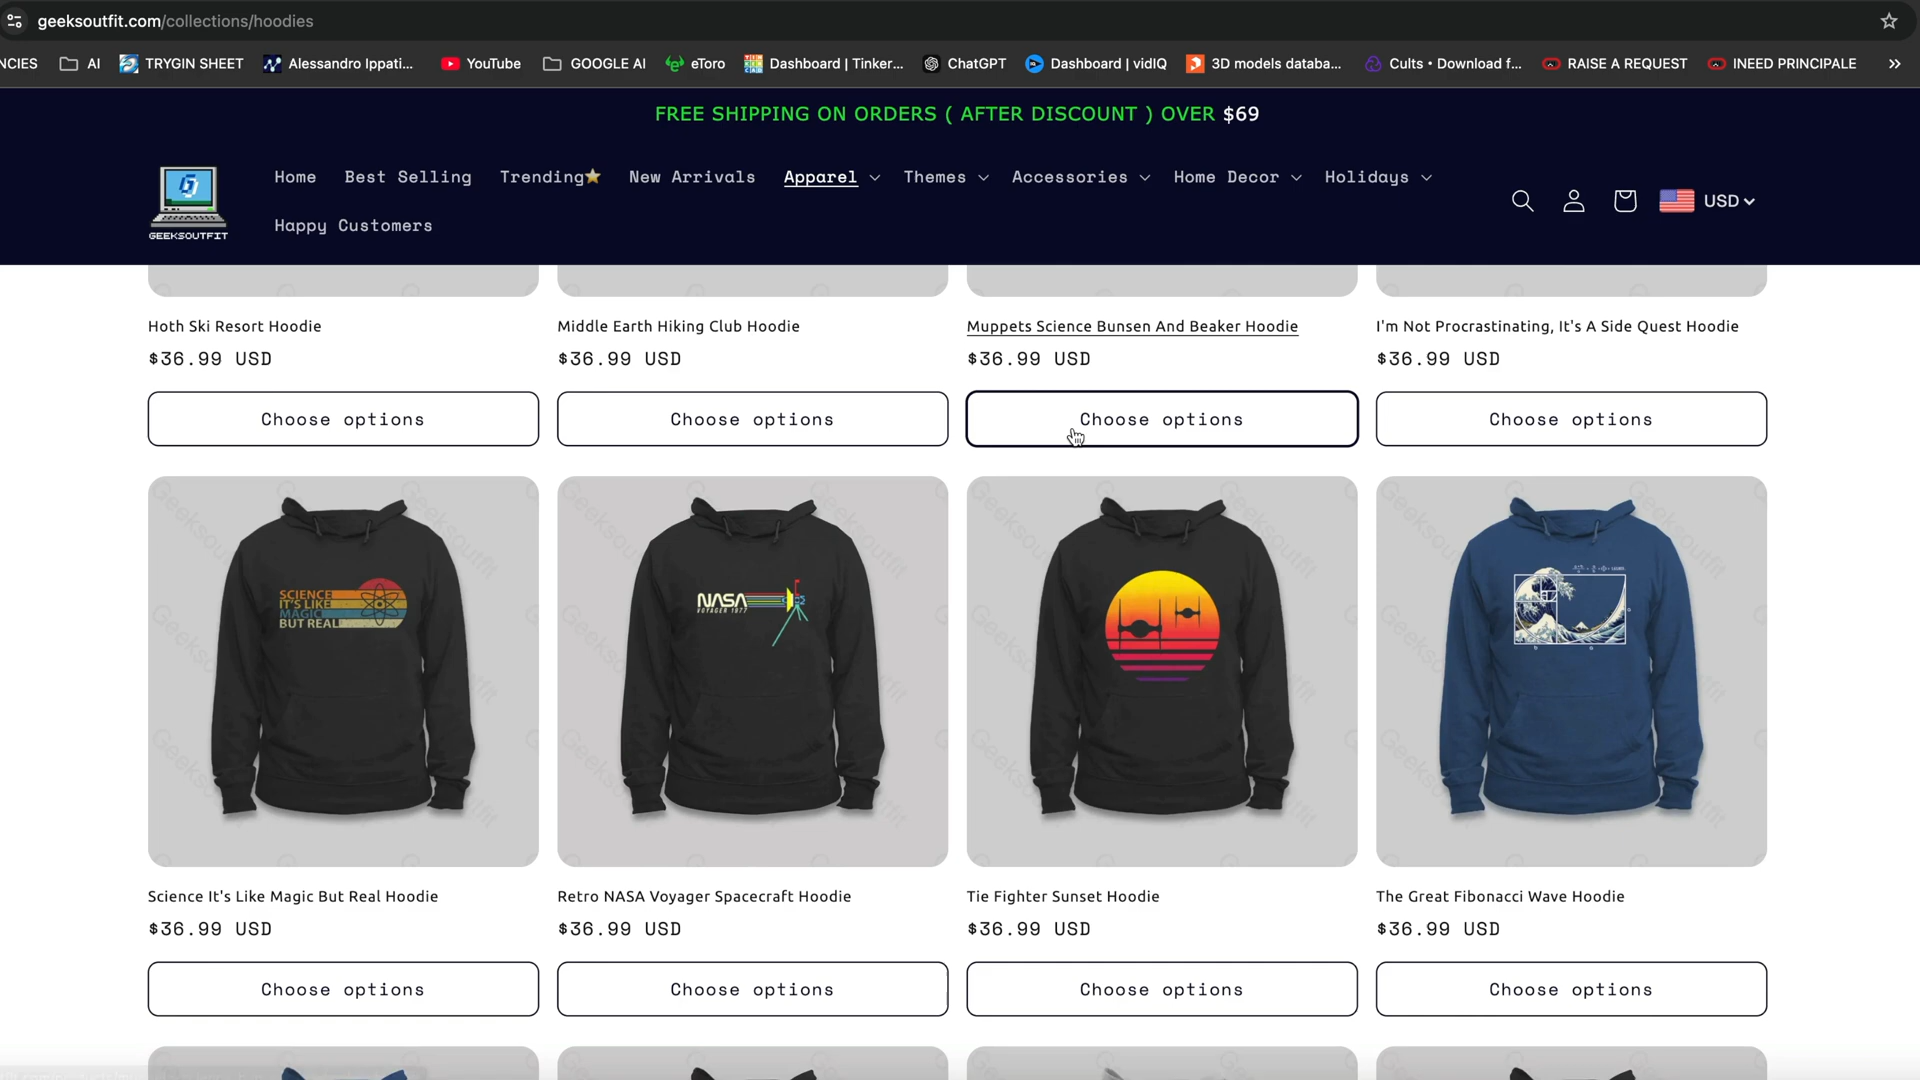 geeksoutfit.com/collections/hoodies
NCIES AI TRYGIN SHEET Alessandro Ippati... YouTube GOOGLE AI eToro Dashboard | Tinker... ChatGPT Dashboard | vidIQ 3D models databa... Cults • Download f... RAISE A REQUEST INEED PRINCIPALE »
FREE SHIPPING ON ORDERS ( AFTER DISCOUNT ) OVER $69
Home Best Selling Trending⭐ New Arrivals Apparel Themes Accessories Home Decor Holidays
Happy Customers
GEEKSOUTFIT
USD
Hoth Ski Resort Hoodie
$36.99 USD
Choose options
Middle Earth Hiking Club Hoodie
$36.99 USD
Choose options
Muppets Science Bunsen And Beaker Hoodie
$36.99 USD
Choose options
I'm Not Procrastinating, It's A Side Quest Hoodie
$36.99 USD
Choose options
SCIENCE
IT'S LIKE
MAGIC
BUT REAL
Science It's Like Magic But Real Hoodie
$36.99 USD
Choose options
NASA
VOYAGER 1977
Retro NASA Voyager Spacecraft Hoodie
$36.99 USD
Choose options
Tie Fighter Sunset Hoodie
$36.99 USD
Choose options
The Great Fibonacci Wave Hoodie
$36.99 USD
Choose options